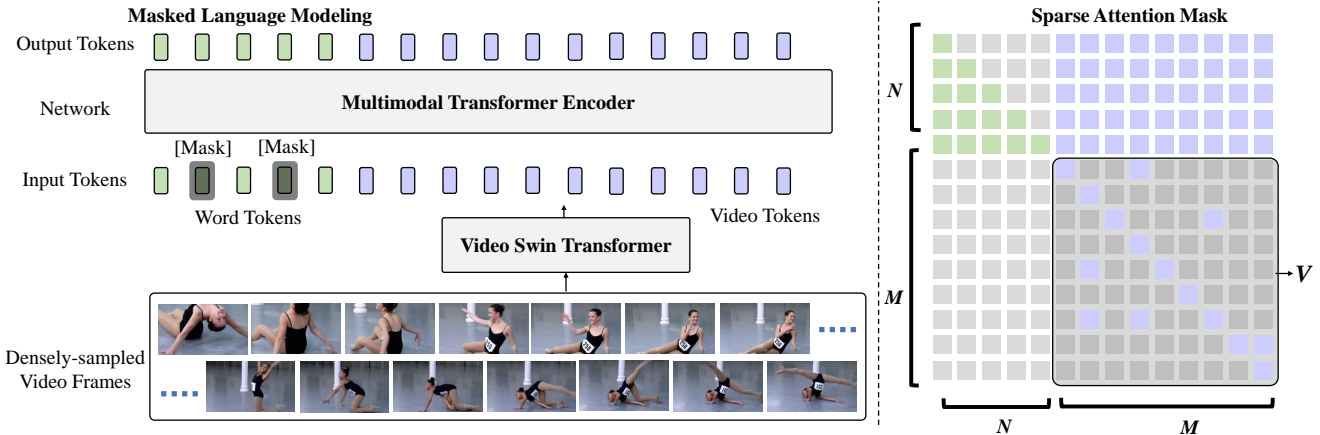 Masked Language Modeling
Output Tokens
Network
Multimodal Transformer Encoder
[Mask]
[Mask]
Input Tokens
Word Tokens
Video Tokens
Video Swin Transformer
Densely-sampled
Video Frames
Sparse Attention Mask
N
M
V
N
M